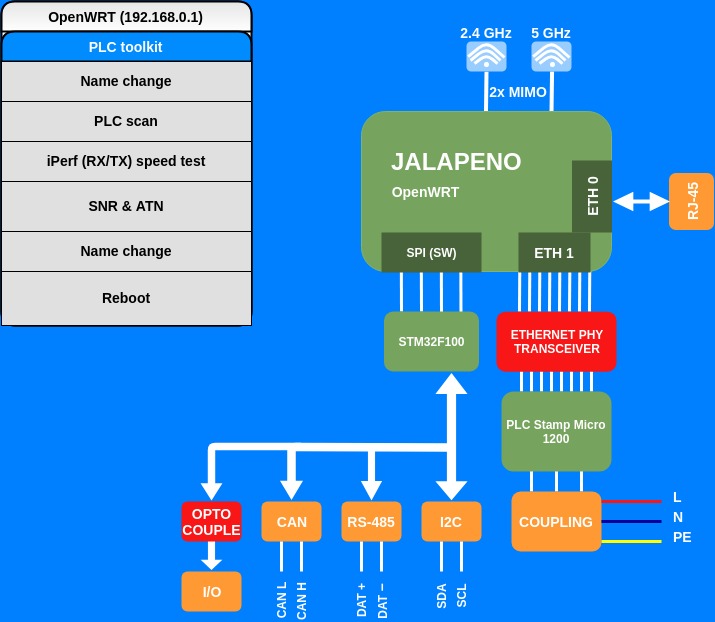 OpenWRT (192.168.0.1)
PLC toolkit
Name change
PLC scan
iPerf (RX/TX) speed test
SNR & ATN
Name change
Reboot
2.4 GHz
5 GHz
2x MIMO
JALAPENO
OpenWRT
ETH 0
RJ-45
SPI (SW)
ETH 1
STM32F100
ETHERNET PHY
TRANSCEIVER
PLC Stamp Micro
1200
OPTO
COUPLE
CAN
RS-485
I2C
COUPLING
L
N
PE
I/O
CAN L
CAN H
DAT +
DAT –
SDA
SCL